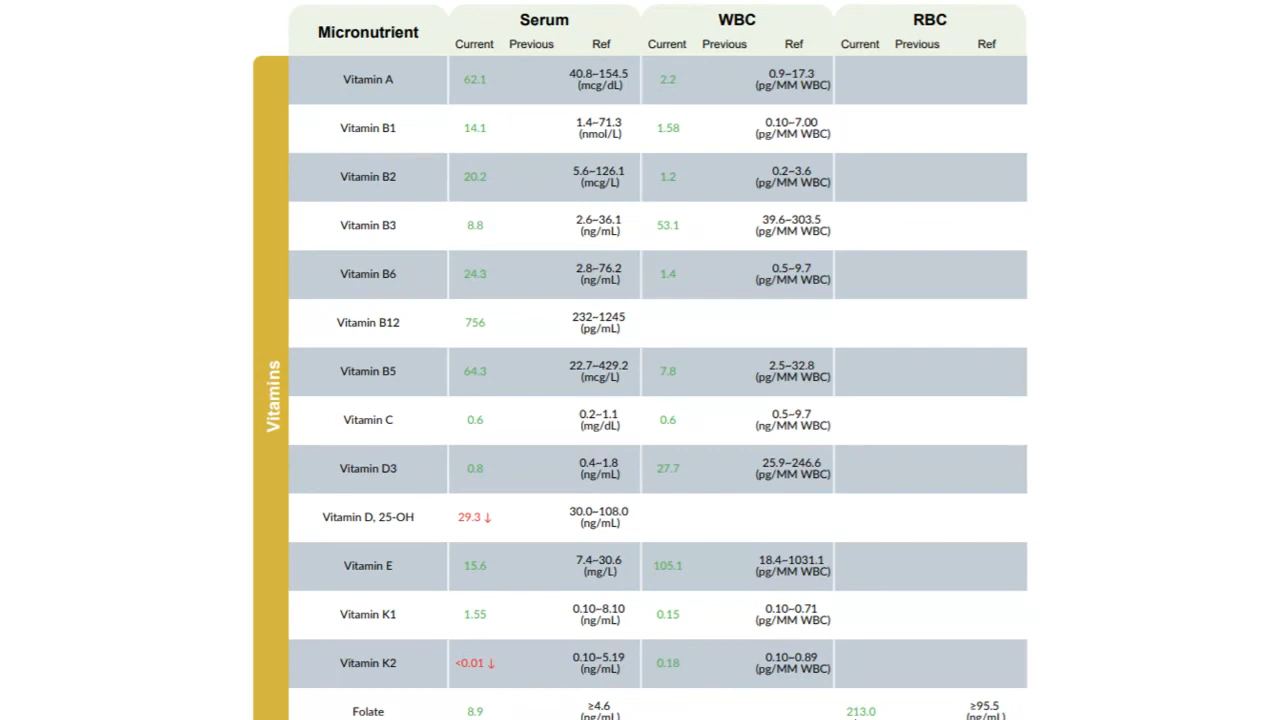 Micronutrient Serum WBC RBC
Current Previous Ref Current Previous Ref Current Previous Ref
Vitamins
Vitamin A 62.1 40.8–154.5 (mcg/dL) 2.2 0.9–17.3 (pg/MM WBC)
Vitamin B1 14.1 1.4–71.3 (nmol/L) 1.58 0.10–7.00 (pg/MM WBC)
Vitamin B2 20.2 5.6–126.1 (mcg/L) 1.2 0.2–3.6 (pg/MM WBC)
Vitamin B3 8.8 2.6–36.1 (ng/mL) 53.1 39.6–303.5 (pg/MM WBC)
Vitamin B6 24.3 2.8–76.2 (ng/mL) 1.4 0.5–9.7 (pg/MM WBC)
Vitamin B12 756 232–1245 (pg/mL)
Vitamin B5 64.3 22.7–429.2 (mcg/L) 7.8 2.5–32.8 (pg/MM WBC)
Vitamin C 0.6 0.2–1.1 (mg/dL) 0.6 0.5–9.7 (ng/MM WBC)
Vitamin D3 0.8 0.4–1.8 (ng/mL) 27.7 25.9–246.6 (pg/MM WBC)
Vitamin D, 25-OH 29.3 ↓ 30.0–108.0 (ng/mL)
Vitamin E 15.6 7.4–30.6 (mg/L) 105.1 18.4–1031.1 (pg/MM WBC)
Vitamin K1 1.55 0.10–8.10 (ng/mL) 0.15 0.10–0.71 (pg/MM WBC)
Vitamin K2 <0.01 ↓ 0.10–5.19 (ng/mL) 0.18 0.10–0.89 (pg/MM WBC)
Folate 8.9 ≥4.6 (ng/mL) 213.0 ≥95.5 (ng/mL)